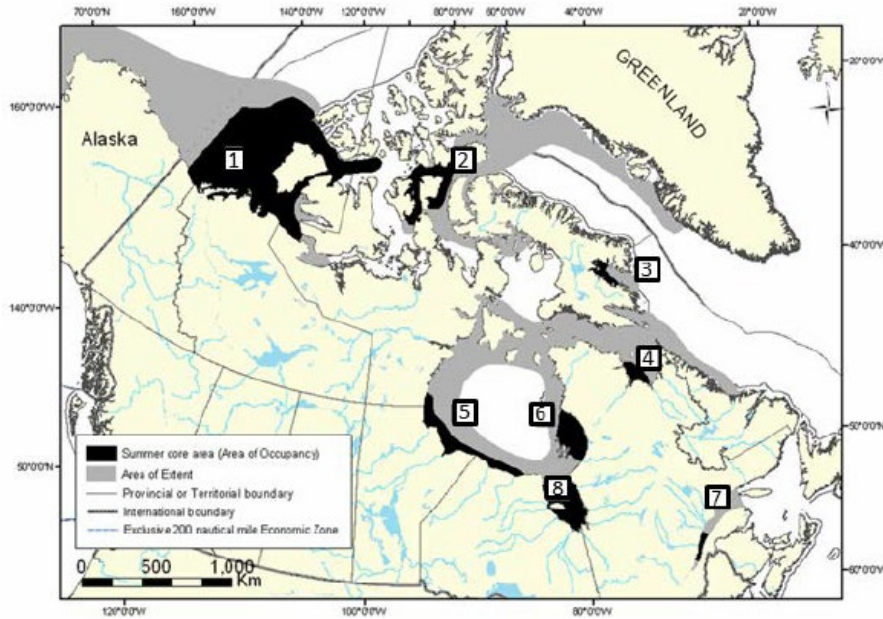 70°0'0"N 160°0'0"W 140°0'0"W 120°0'0"W 100°0'0"W 80°0'0"W 60°0'0"W 40°0'0"W 20°0'0"W
20°0'0"W
160°0'0"W
GREENLAND
Alaska
1
2
40°0'0"W
3
140°0'0"W
4
5
6
50°0'0"W
Summer core area (Area of Occupancy)
50°0'0"N
Area of Extent
8
7
Provincial or Territorial boundary
International boundary
Exclusive 200 nautical mile Economic Zone
0 500 1,000
Km
60°0'0"W
120°0'0"W 100°0'0"W 80°0'0"W